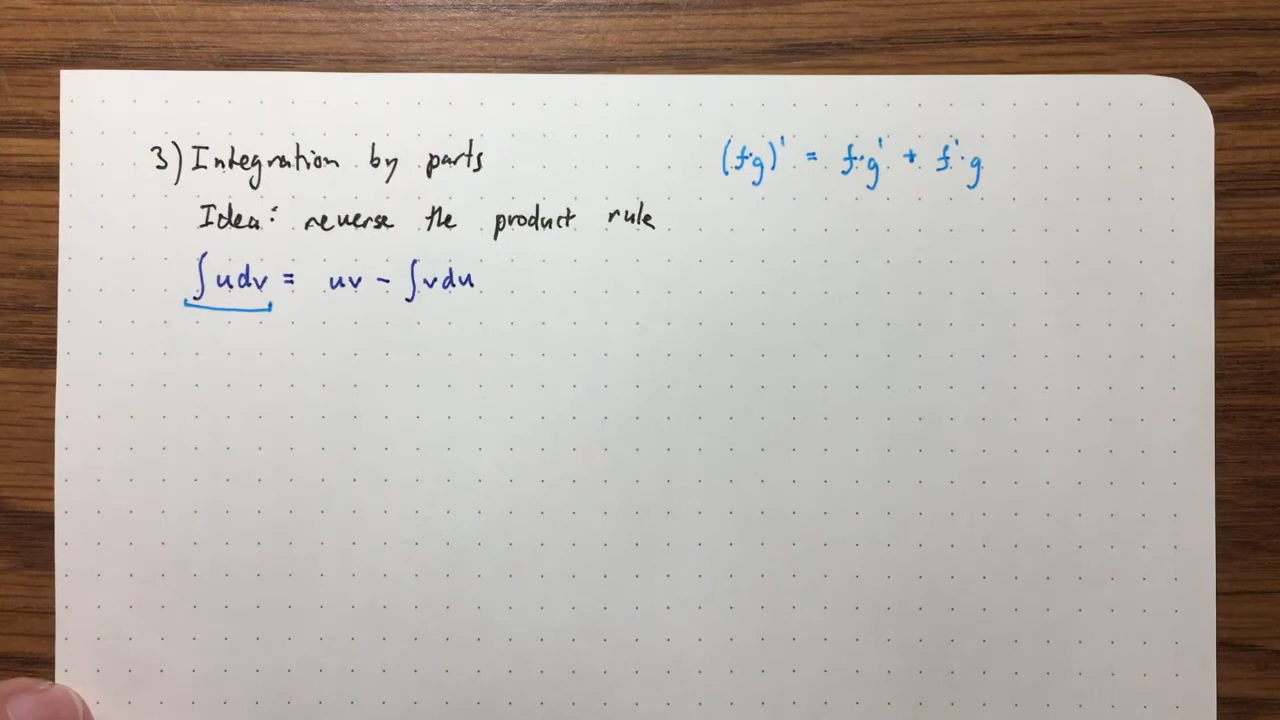 3) Integration by parts
(f·g)' = f·g' + f'·g
Idea: reverse the product rule
∫udv = uv - ∫vdu